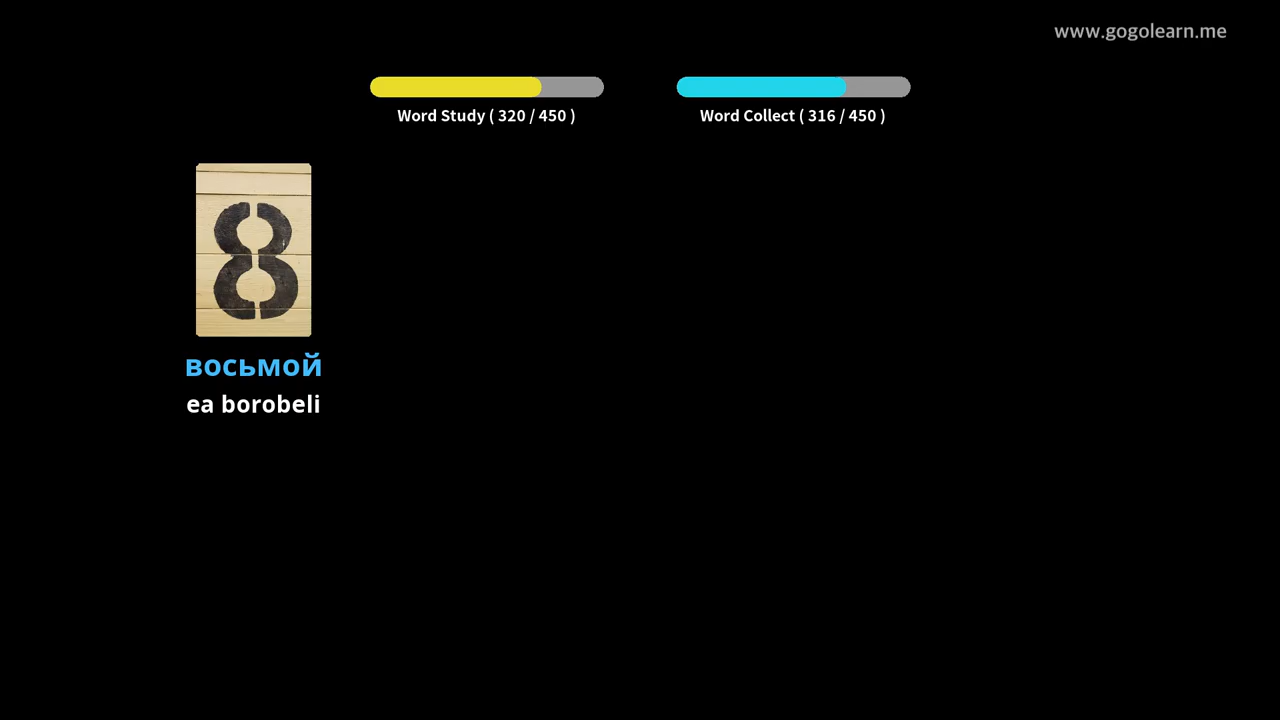 www.gogolearn.me
Word Study ( 320 / 450 )
Word Collect ( 316 / 450 )
8
восьмой
ea borobeli